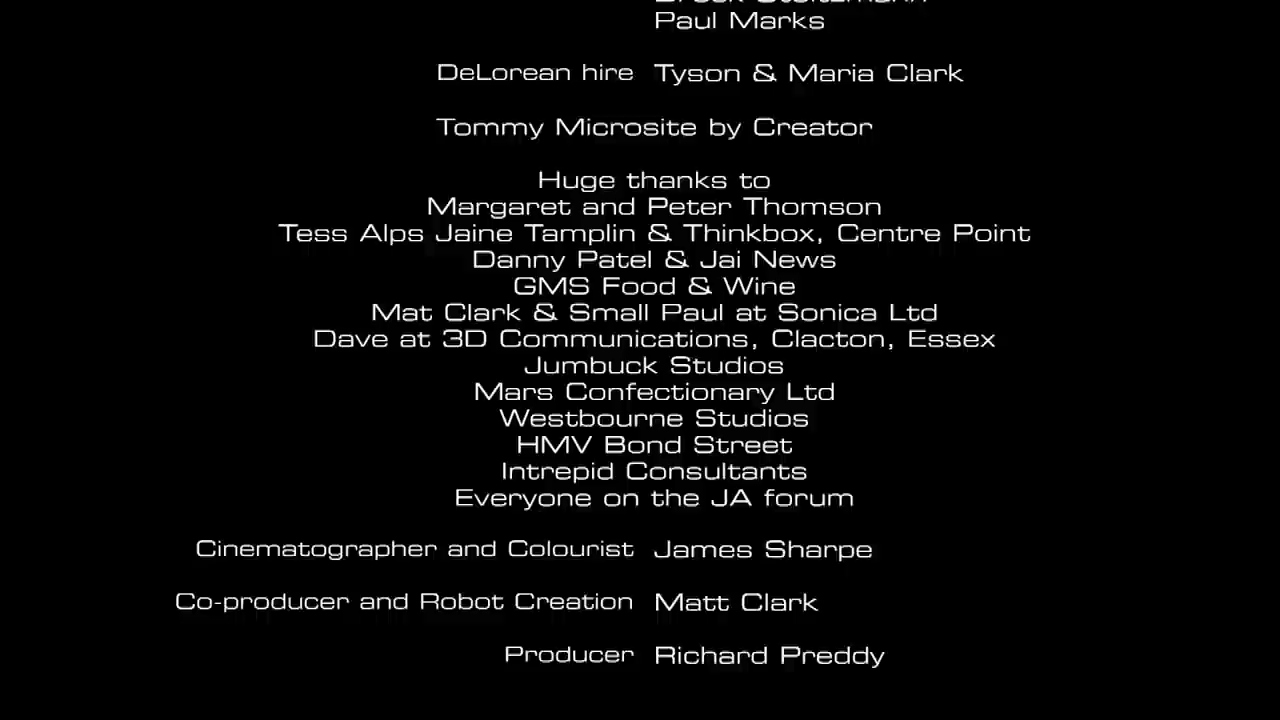 Paul Marks
DeLorean hire Tyson & Maria Clark
Tommy Microsite by Creator
Huge thanks to
Margaret and Peter Thomson
Tess Alps Jaine Tamplin & Thinkbox, Centre Point
Danny Patel & Jai News
GMS Food & Wine
Mat Clark & Small Paul at Sonica Ltd
Dave at 3D Communications, Clacton, Essex
Jumbuck Studios
Mars Confectionary Ltd
Westbourne Studios
HMV Bond Street
Intrepid Consultants
Everyone on the JA forum
Cinematographer and Colourist James Sharpe
Co-producer and Robot Creation Matt Clark
Producer Richard Preddy